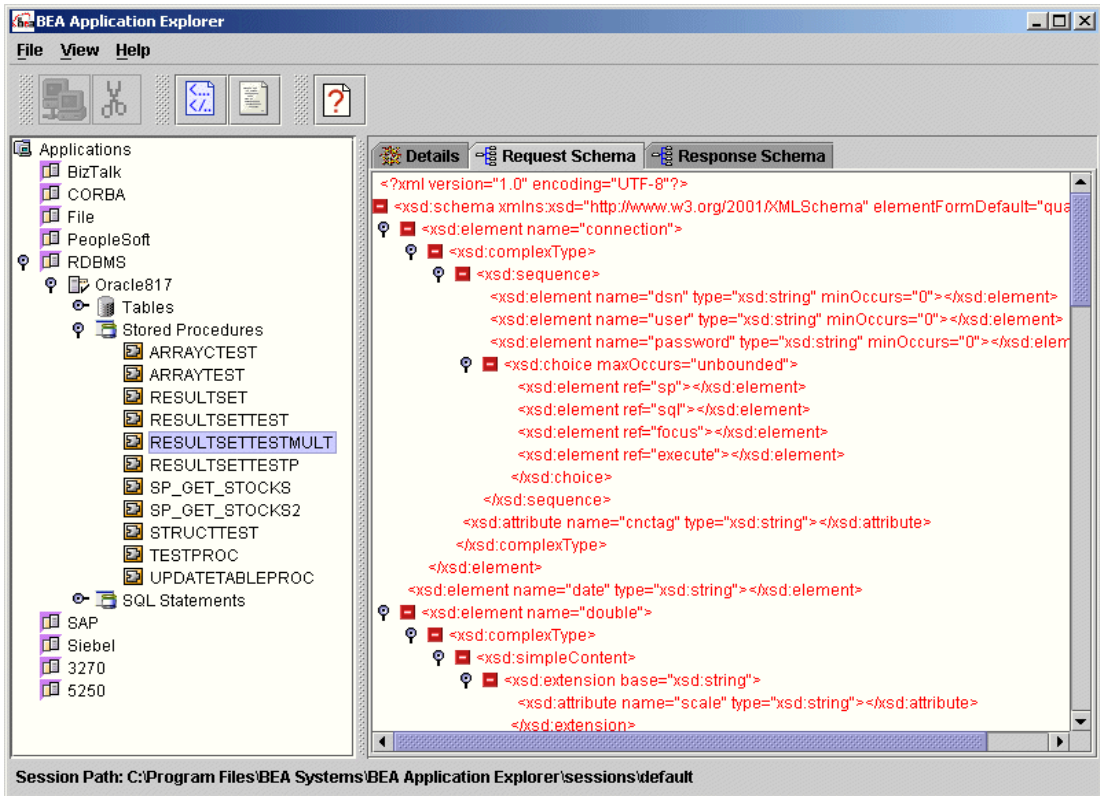 BEA Application Explorer
File View Help
Applications
BizTalk
CORBA
File
PeopleSoft
RDBMS
Oracle817
Tables
Stored Procedures
ARRAYCTEST
ARRAYTEST
RESULTSET
RESULTSETTEST
RESULTSETTESTMULT
RESULTSETTESTP
SP_GET_STOCKS
SP_GET_STOCKS2
STRUCTTEST
TESTPROC
UPDATETABLEPROC
SQL Statements
SAP
Siebel
3270
5250
Details Request Schema Response Schema
<?xml version="1.0" encoding="UTF-8"?>
<xsd:schema xmlns:xsd="http://www.w3.org/2001/XMLSchema" elementFormDefault="qua
<xsd:element name="connection">
<xsd:complexType>
<xsd:sequence>
<xsd:element name="dsn" type="xsd:string" minOccurs="0"></xsd:element>
<xsd:element name="user" type="xsd:string" minOccurs="0"></xsd:element>
<xsd:element name="password" type="xsd:string" minOccurs="0"></xsd:elem
<xsd:choice maxOccurs="unbounded">
<xsd:element ref="sp"></xsd:element>
<xsd:element ref="sql"></xsd:element>
<xsd:element ref="focus"></xsd:element>
<xsd:element ref="execute"></xsd:element>
</xsd:choice>
</xsd:sequence>
<xsd:attribute name="cnctag" type="xsd:string"></xsd:attribute>
</xsd:complexType>
</xsd:element>
<xsd:element name="date" type="xsd:string"></xsd:element>
<xsd:element name="double">
<xsd:complexType>
<xsd:simpleContent>
<xsd:extension base="xsd:string">
<xsd:attribute name="scale" type="xsd:string"></xsd:attribute>
</xsd:extension>
Session Path: C:\Program Files\BEA Systems\BEA Application Explorer\sessions\default